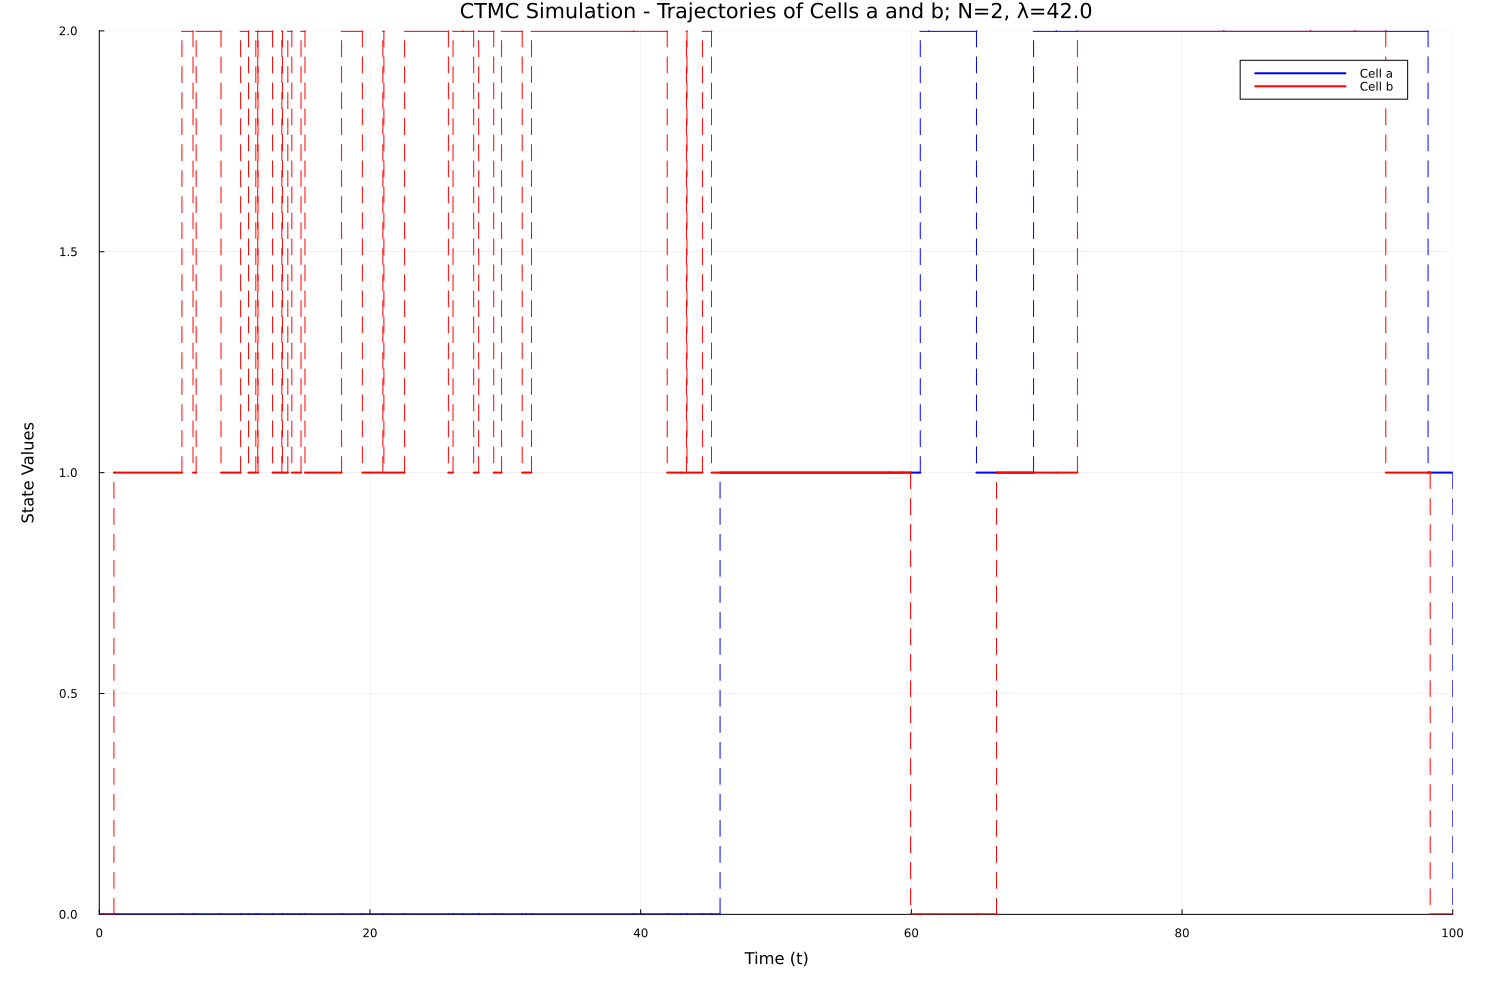 CTMC Simulation - Trajectories of Cells a and b; N=2, λ=42.0
2.0
Cell a
Cell b
1.5
State Values
1.0
0.5
0.0
0 20 40 60 80 100
Time (t)